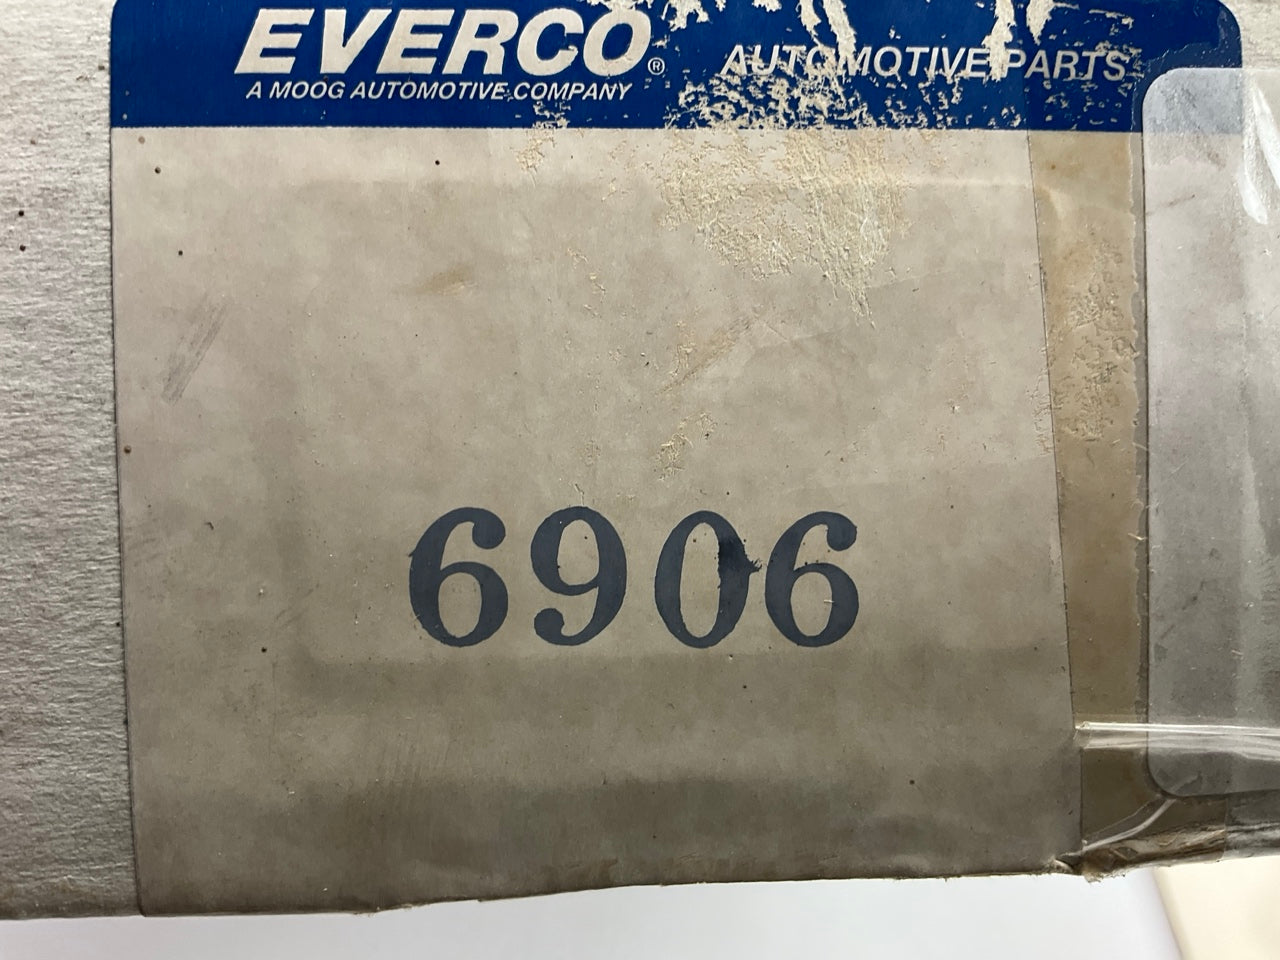 EVERCO® AUTOMOTIVE PARTS
A MOOG AUTOMOTIVE COMPANY
6906